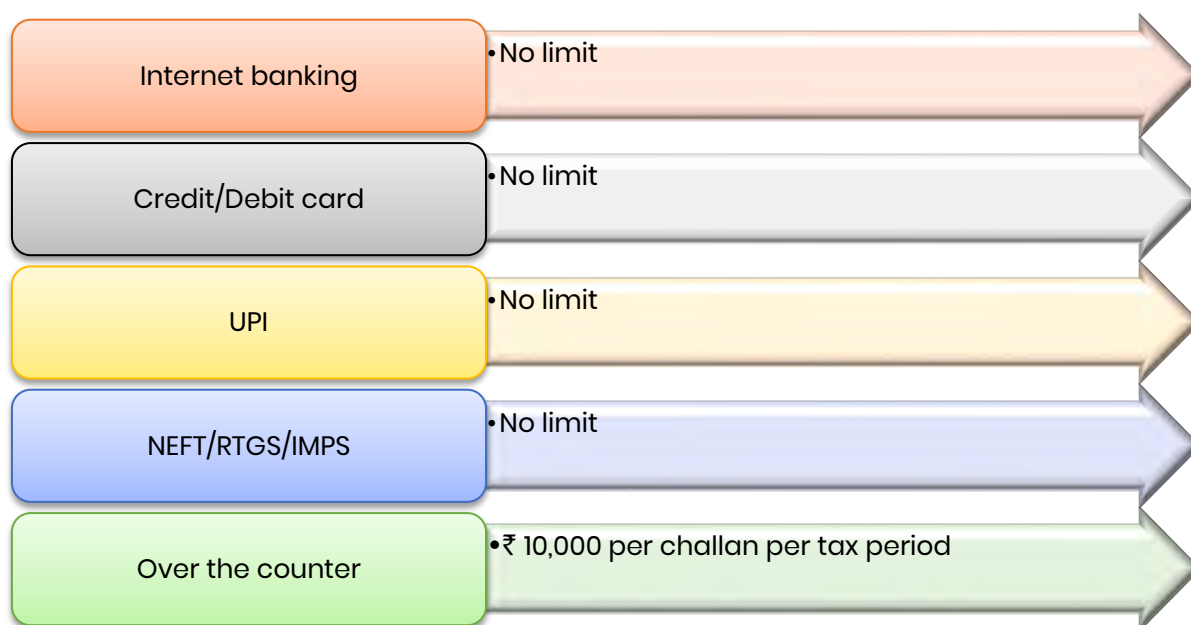 Internet banking
•No limit
Credit/Debit card
•No limit
UPI
•No limit
NEFT/RTGS/IMPS
•No limit
Over the counter
•₹ 10,000 per challan per tax period